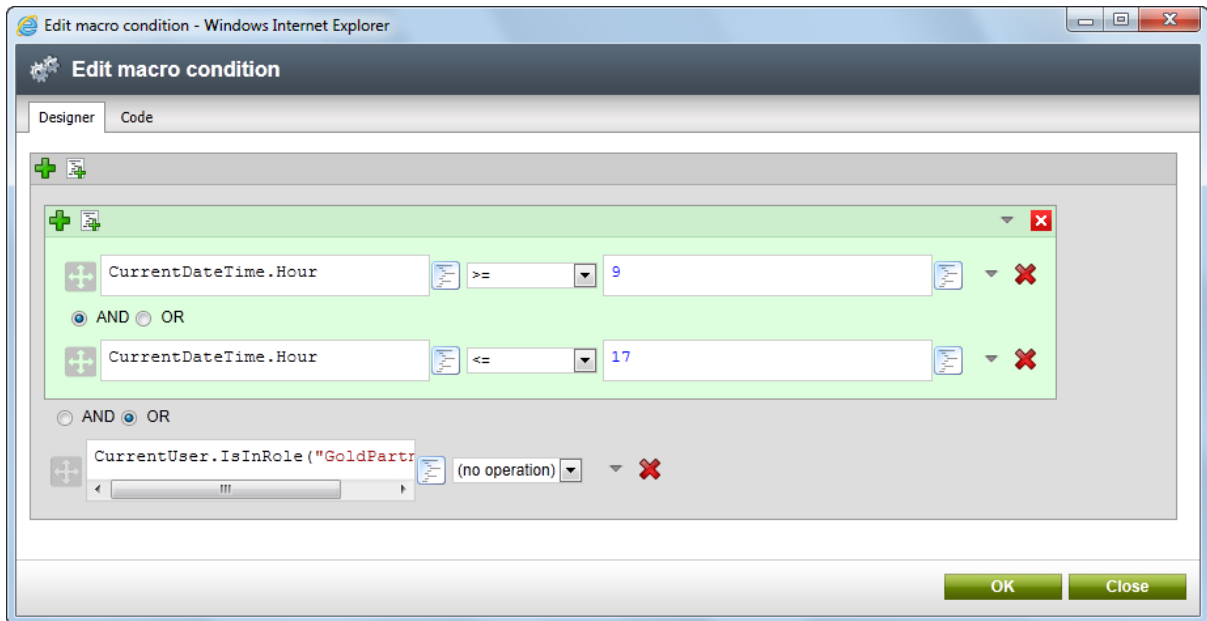 Edit macro condition - Windows Internet Explorer
Edit macro condition
Designer Code
CurrentDateTime.Hour >= 9
AND OR
CurrentDateTime.Hour <= 17
AND OR
CurrentUser.IsInRole("GoldPartn (no operation)
OK Close